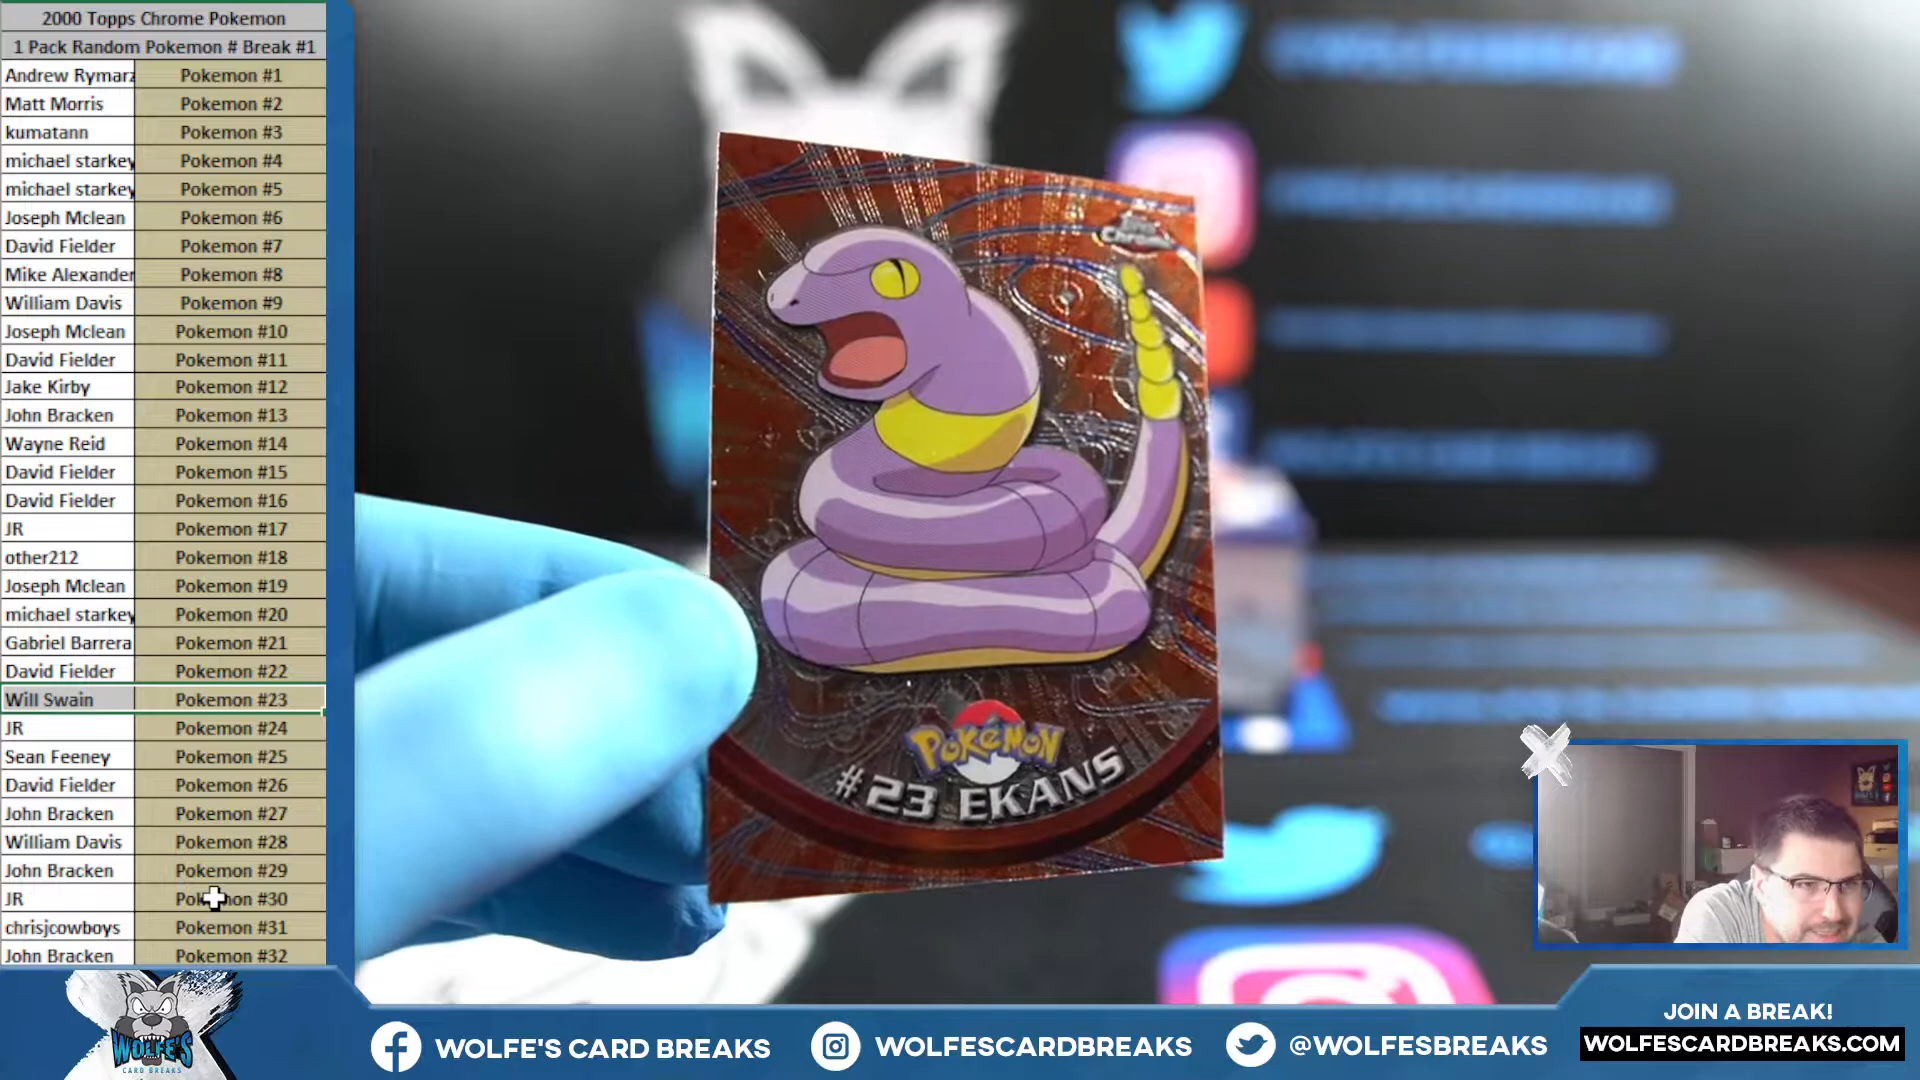 2000 Topps Chrome Pokemon
1 Pack Random Pokemon # Break #1
Andrew Rymarz Pokemon #1
Matt Morris Pokemon #2
kumatann Pokemon #3
michael starkey Pokemon #4
michael starkey Pokemon #5
Joseph Mclean Pokemon #6
David Fielder Pokemon #7
Mike Alexander Pokemon #8
William Davis Pokemon #9
Joseph Mclean Pokemon #10
David Fielder Pokemon #11
Jake Kirby Pokemon #12
John Bracken Pokemon #13
Wayne Reid Pokemon #14
David Fielder Pokemon #15
David Fielder Pokemon #16
JR Pokemon #17
other212 Pokemon #18
Joseph Mclean Pokemon #19
michael starkey Pokemon #20
Gabriel Barrera Pokemon #21
David Fielder Pokemon #22
Will Swain Pokemon #23
JR Pokemon #24
Sean Feeney Pokemon #25
David Fielder Pokemon #26
John Bracken Pokemon #27
William Davis Pokemon #28
John Bracken Pokemon #29
JR Pokemon #30
chrisjcowboys Pokemon #31
John Bracken Pokemon #32
Chrome
POKéMON
#23 EKANS
WOLFE'S
CARD BREAKS
WOLFE'S CARD BREAKS
WOLFESCARDBREAKS
@WOLFESBREAKS
JOIN A BREAK!
WOLFESCARDBREAKS.COM